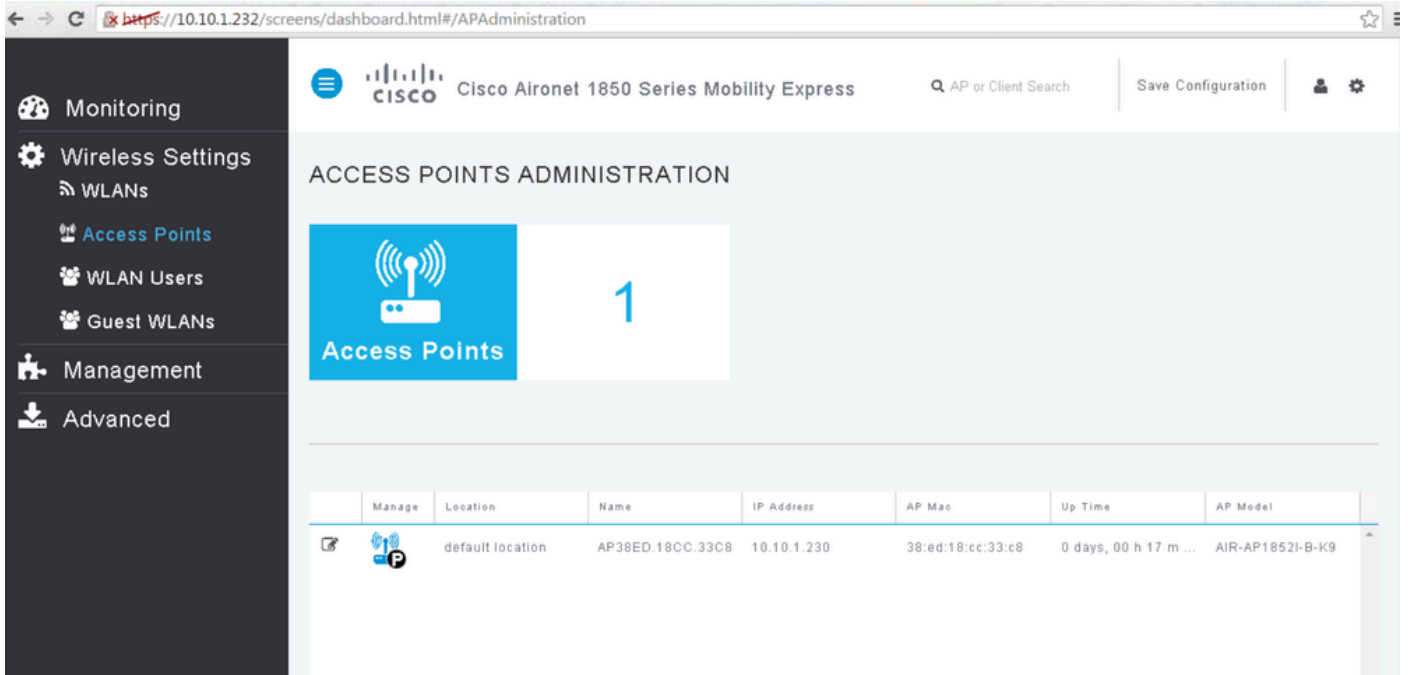 https://10.10.1.232/screens/dashboard.html#/APAdministration
Monitoring
Wireless Settings
WLANs
Access Points
WLAN Users
Guest WLANs
Management
Advanced
CISCO
Cisco Aironet 1850 Series Mobility Express
AP or Client Search
Save Configuration
ACCESS POINTS ADMINISTRATION
Access Points
1
Manage Location Name IP Address AP Mac Up Time AP Model
P default location AP38ED.18CC.33C8 10.10.1.230 38:ed:18:cc:33:c8 0 days, 00 h 17 m ... AIR-AP1852I-B-K9